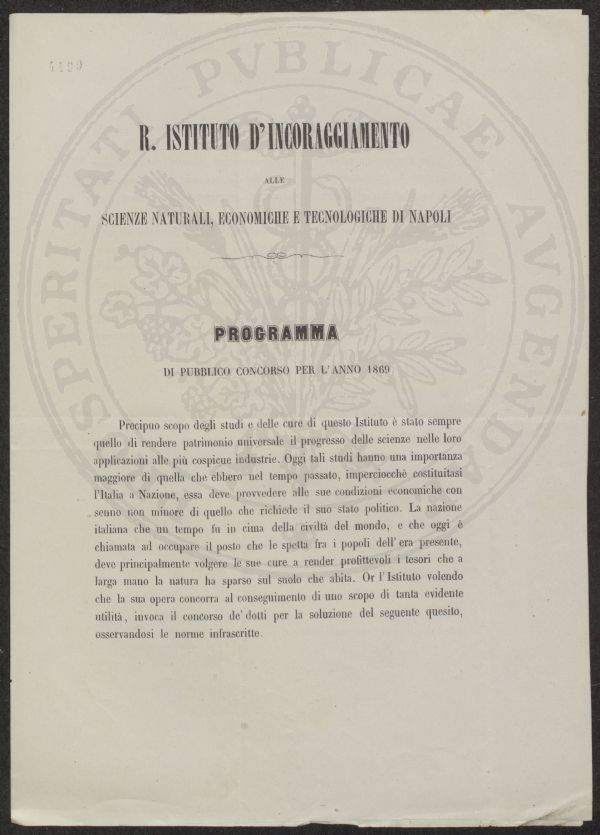 4499
R. ISTITUTO D'INCORAGGIAMENTO
ALLE
SCIENZE NATURALI, ECONOMICHE E TECNOLOGICHE DI NAPOLI
PROGRAMMA
DI PUBBLICO CONCORSO PER L'ANNO 1869
Precipuo scopo degli studi e delle cure di questo Istituto è stato sempre
quello di rendere patrimonio universale il progresso delle scienze nelle loro
applicazioni alle più cospicue industrie. Oggi tali studi hanno una importanza
maggiore di quella che ebbero nel tempo passato, imperciocchè costituitasi
l'Italia a Nazione, essa deve provvedere alle sue condizioni economiche con
senno non minore di quello che richiede il suo stato politico. La nazione
italiana che un tempo fu in cima della civiltà del mondo, e che oggi è
chiamata ad occupare il posto che le spetta fra i popoli dell'era presente,
deve principalmente volgere le sue cure a render profittevoli i tesori che a
larga mano la natura ha sparso sul suolo che abita. Or l'Istituto volendo
che la sua opera concorra al conseguimento di uno scopo di tanta evidente
utilità, invoca il concorso de'dotti per la soluzione del seguente quesito,
osservandosi le norme infrascritte.
PROSPERITATI PVBLICAE AVGENDAE